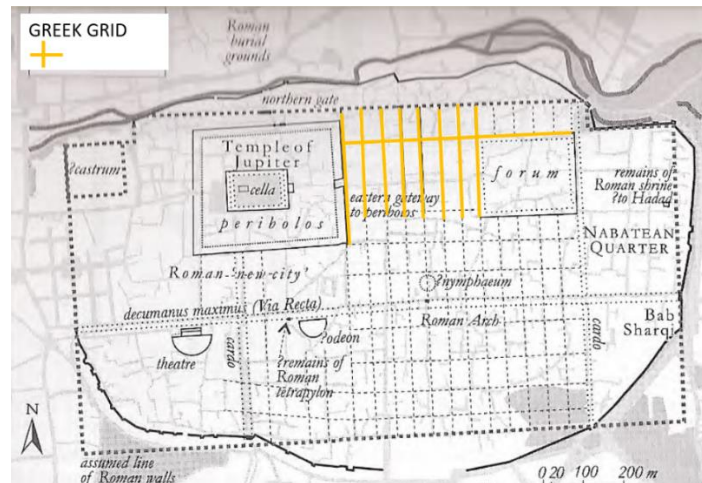 GREEK GRID
Roman
burial
grounds
northern gate
Temple of
Jupiter
?castrum
cella
peribolos
eastern gateway
to peribolos
forum
remains of
Roman shrine
?to Hadad
NABATEAN
QUARTER
Roman 'new city'
?nymphaeum
decumanus maximus (Via Recta)
Roman Arch
Bab
Sharqi
theatre
cardo
?odeon
cardo
?remains of
Roman
tetrapylon
N
assumed line
of Roman walls
0 20 100 200 m